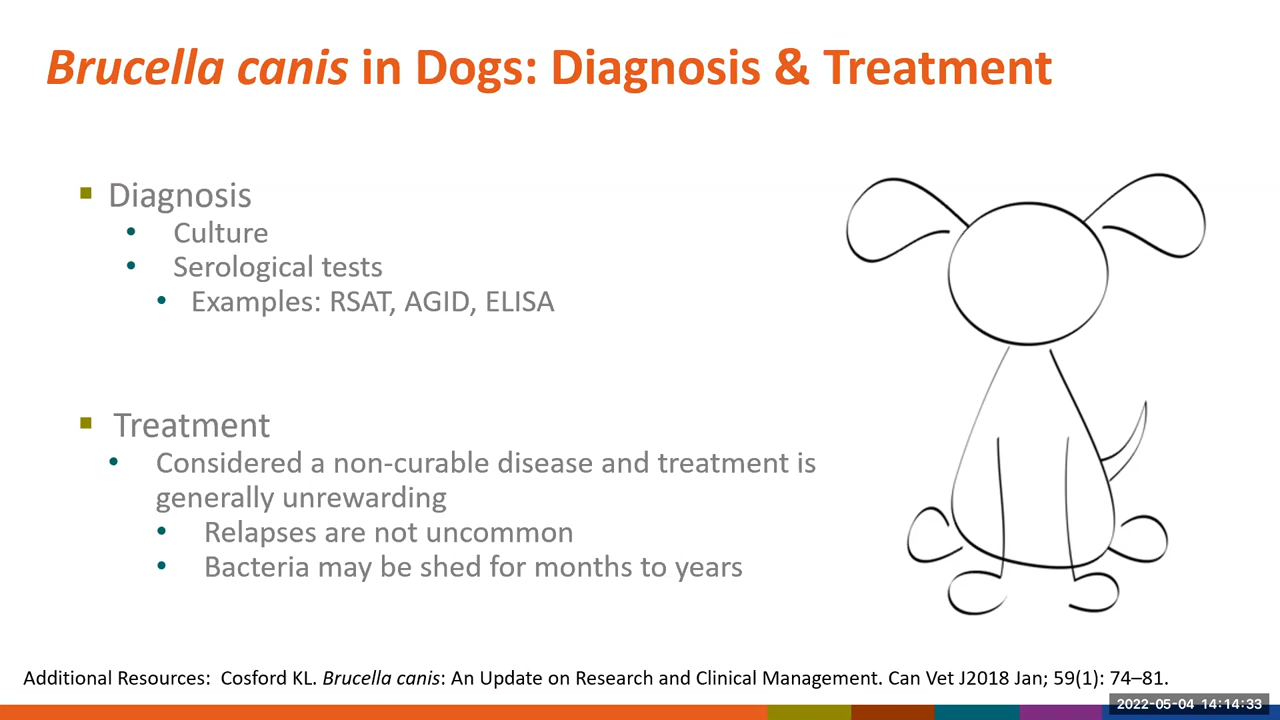 Brucella canis in Dogs: Diagnosis & Treatment
Diagnosis
Culture
Serological tests
Examples: RSAT, AGID, ELISA
Treatment
Considered a non-curable disease and treatment is
generally unrewarding
Relapses are not uncommon
Bacteria may be shed for months to years
Additional Resources: Cosford KL. Brucella canis: An Update on Research and Clinical Management. Can Vet J2018 Jan; 59(1): 74–81.
2022-05-04 14:14:33